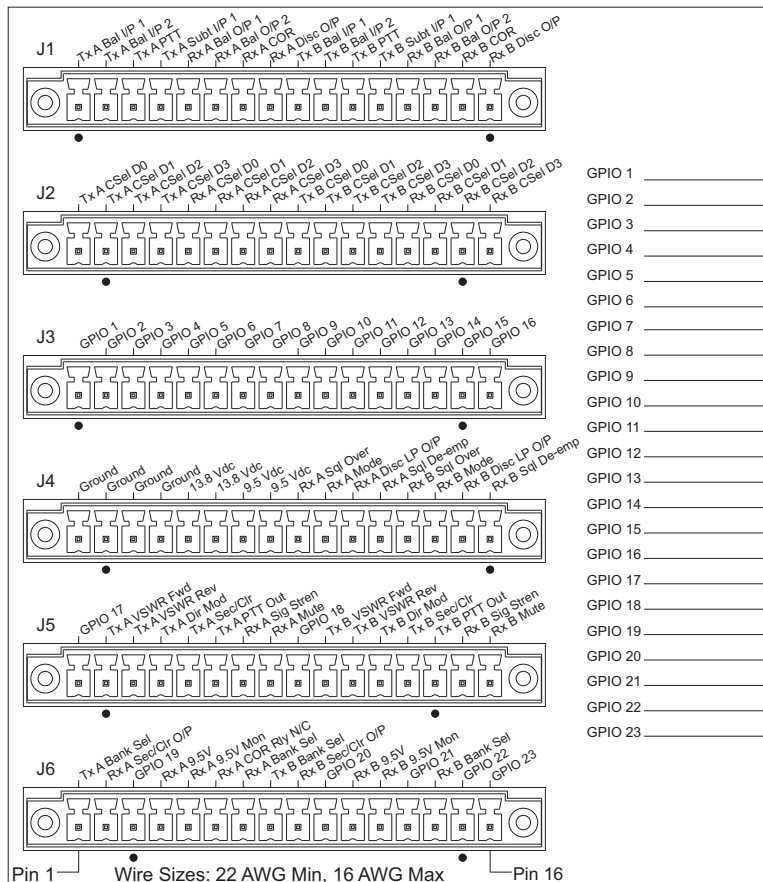 J1
Tx A Bal I/P 1
Tx A Bal I/P 2
Tx A PTT
Tx A Subt I/P 1
Rx A Bal O/P 1
Rx A Bal O/P 2
Rx A COR
Rx A Disc O/P
Tx B Bal I/P 1
Tx B Bal I/P 2
Tx B PTT
Tx B Subt I/P 1
Rx B Bal O/P 1
Rx B Bal O/P 2
Rx B COR
Rx B Disc O/P
J2
Tx A CSel D0
Tx A CSel D1
Tx A CSel D2
Tx A CSel D3
Rx A CSel D0
Rx A CSel D1
Rx A CSel D2
Rx A CSel D3
Tx B CSel D0
Tx B CSel D1
Tx B CSel D2
Tx B CSel D3
Rx B CSel D0
Rx B CSel D1
Rx B CSel D2
Rx B CSel D3
J3
GPIO 1
GPIO 2
GPIO 3
GPIO 4
GPIO 5
GPIO 6
GPIO 7
GPIO 8
GPIO 9
GPIO 10
GPIO 11
GPIO 12
GPIO 13
GPIO 14
GPIO 15
GPIO 16
J4
Ground
Ground
Ground
Ground
13.8 Vdc
13.8 Vdc
9.5 Vdc
9.5 Vdc
Rx A Sql Over
Rx A Mode
Rx A Disc LP O/P
Rx A Sql De-emp
Rx B Sql Over
Rx B Mode
Rx B Disc LP O/P
Rx B Sql De-emp
J5
GPIO 17
Tx A VSWR Fwd
Tx A VSWR Rev
Tx A Dir Mod
Tx A Sec/Clr
Tx A PTT Out
Rx A Sig Stren
Rx A Mute
GPIO 18
Tx B VSWR Fwd
Tx B VSWR Rev
Tx B Dir Mod
Tx B Sec/Clr
Tx B PTT Out
Rx B Sig Stren
Rx B Mute
J6
Tx A Bank Sel
Rx A Sec/Clr O/P
GPIO 19
Rx A 9.5V
Rx A 9.5V Mon
Rx A COR Rly N/C
Rx A Bank Sel
Tx B Bank Sel
Rx B Sec/Clr O/P
GPIO 20
Rx B 9.5V
Rx B 9.5V Mon
GPIO 21
Rx B Bank Sel
GPIO 22
GPIO 23
Pin 1
Wire Sizes: 22 AWG Min, 16 AWG Max
Pin 16
GPIO 1
GPIO 2
GPIO 3
GPIO 4
GPIO 5
GPIO 6
GPIO 7
GPIO 8
GPIO 9
GPIO 10
GPIO 11
GPIO 12
GPIO 13
GPIO 14
GPIO 15
GPIO 16
GPIO 17
GPIO 18
GPIO 19
GPIO 20
GPIO 21
GPIO 22
GPIO 23